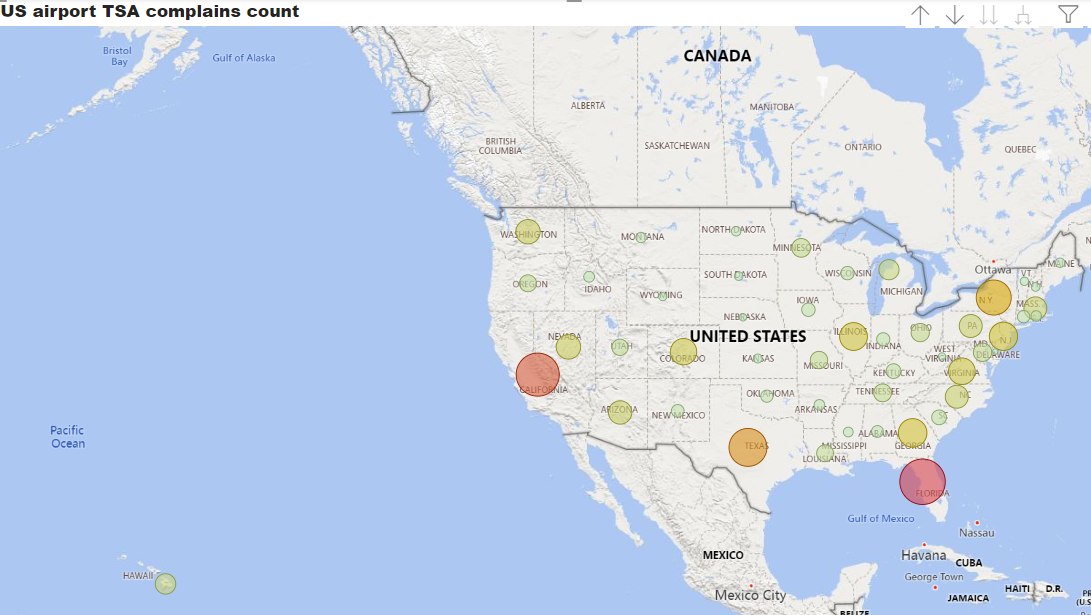 US airport TSA complains count
CANADA
Bristol
Bay
Gulf of Alaska
ALBERTA
MANITOBA
BRITISH
COLUMBIA
SASKATCHEWAN
ONTARIO
QUEBEC
WASHINGTON
MONTANA
NORTH DAKOTA
MINNESOTA
Ottawa
MAINE
OREGON
IDAHO
SOUTH DAKOTA
WISCONSIN
VT.
N.H.
WYOMING
MICHIGAN
N.Y.
MASS.
IOWA
NEBRASKA
NEVADA
UTAH
UNITED STATES
ILLINOIS
OHIO
PA
N.J.
COLORADO
KANSAS
INDIANA
WEST
VIRGINIA
MD
DELAWARE
MISSOURI
KENTUCKY
VIRGINIA
CALIFORNIA
OKLAHOMA
TENNESSEE
NC
ARIZONA
NEW MEXICO
ARKANSAS
SC
Pacific
Ocean
TEXAS
MISSISSIPPI
ALABAMA
GEORGIA
LOUISIANA
FLORIDA
Gulf of Mexico
Nassau
MEXICO
Havana
CUBA
HAWAII
George Town
Mexico City
JAMAICA
HAITI
D.R.
BELIZE